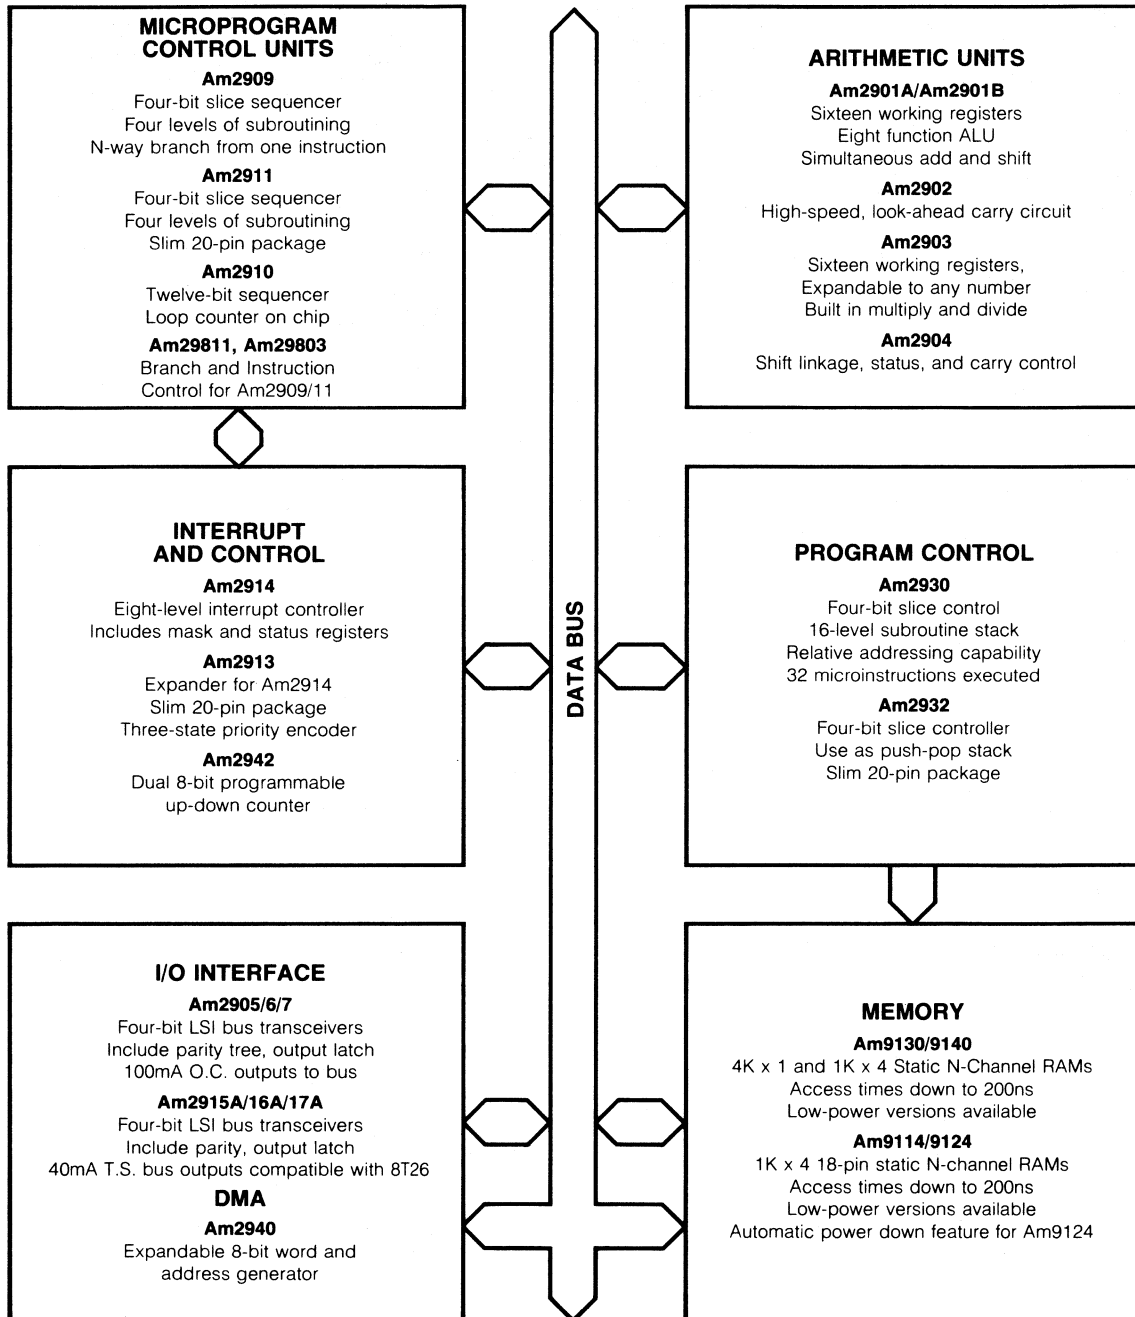 MICROPROGRAM
CONTROL UNITS
Am2909
Four-bit slice sequencer
Four levels of subroutining
N-way branch from one instruction
Am2911
Four-bit slice sequencer
Four levels of subroutining
Slim 20-pin package
Am2910
Twelve-bit sequencer
Loop counter on chip
Am29811, Am29803
Branch and Instruction
Control for Am2909/11
ARITHMETIC UNITS
Am2901A/Am2901B
Sixteen working registers
Eight function ALU
Simultaneous add and shift
Am2902
High-speed, look-ahead carry circuit
Am2903
Sixteen working registers,
Expandable to any number
Built in multiply and divide
Am2904
Shift linkage, status, and carry control
INTERRUPT
AND CONTROL
Am2914
Eight-level interrupt controller
Includes mask and status registers
Am2913
Expander for Am2914
Slim 20-pin package
Three-state priority encoder
Am2942
Dual 8-bit programmable
up-down counter
DATA BUS
PROGRAM CONTROL
Am2930
Four-bit slice control
16-level subroutine stack
Relative addressing capability
32 microinstructions executed
Am2932
Four-bit slice controller
Use as push-pop stack
Slim 20-pin package
I/O INTERFACE
Am2905/6/7
Four-bit LSI bus transceivers
Include parity tree, output latch
100mA O.C. outputs to bus
Am2915A/16A/17A
Four-bit LSI bus transceivers
Include parity, output latch
40mA T.S. bus outputs compatible with 8T26
DMA
Am2940
Expandable 8-bit word and
address generator
MEMORY
Am9130/9140
4K x 1 and 1K x 4 Static N-Channel RAMs
Access times down to 200ns
Low-power versions available
Am9114/9124
1K x 4 18-pin static N-channel RAMs
Access times down to 200ns
Low-power versions available
Automatic power down feature for Am9124